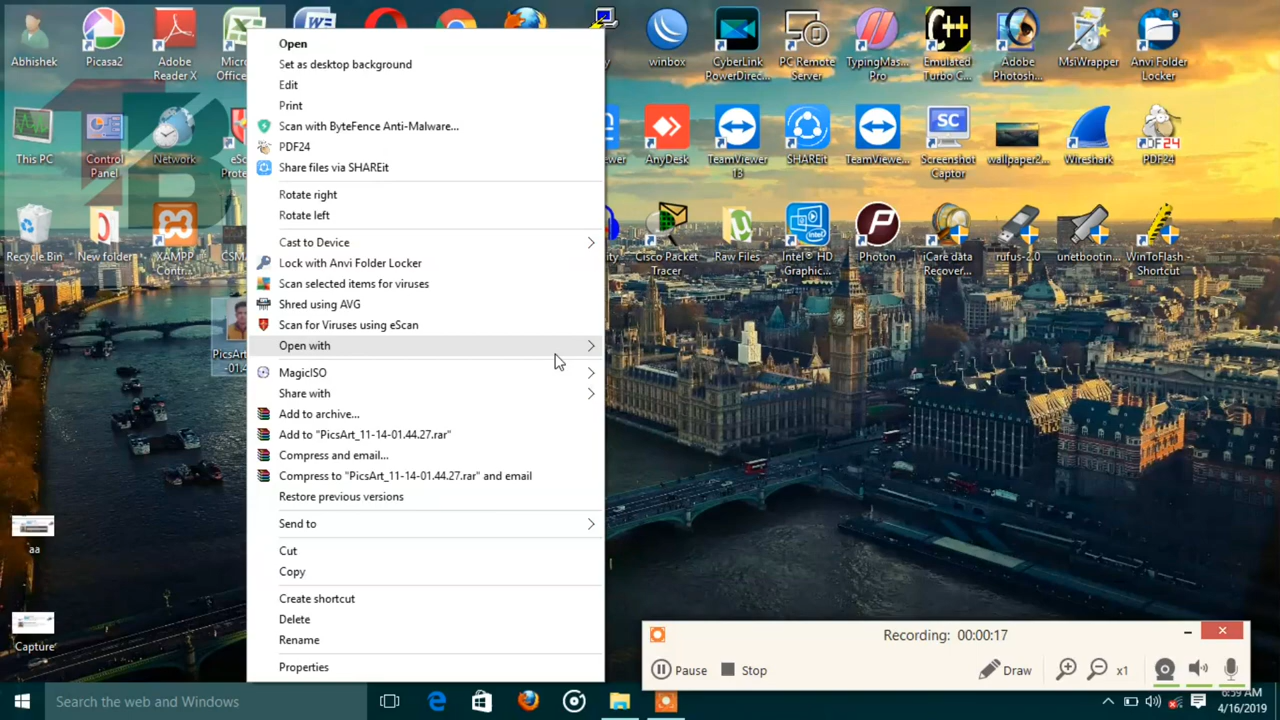 Abhishek
Picasa2
Adobe
Reader X
Micros...
Office...
winbox
CyberLink
PowerDirec...
PC Remote
Server
TypingMas...
Pro
Emulated
Turbo C...
Adobe
Photosh...
MsiWrapper
Anvi Folder
Locker
This PC
Control
Panel
Network
AnyDesk
TeamViewer
13
SHAREit
TeamViewe...
Screenshot
Captor
wallpaper2...
Wireshark
PDF24
Recycle Bin
New folder
XAMPP
Contr...
Cisco Packet
Tracer
Raw Files
Intel® HD
Graphic...
Photon
iCare data
Recover...
rufus-2.0
unetbootin...
WinToFlash -
Shortcut
aa
Capture
Open
Set as desktop background
Edit
Print
Scan with ByteFence Anti-Malware...
PDF24
Share files via SHAREit
Rotate right
Rotate left
Cast to Device
Lock with Anvi Folder Locker
Scan selected items for viruses
Shred using AVG
Scan for Viruses using eScan
Open with
MagicISO
Share with
Add to archive...
Add to "PicsArt_11-14-01.44.27.rar"
Compress and email...
Compress to "PicsArt_11-14-01.44.27.rar" and email
Restore previous versions
Send to
Cut
Copy
Create shortcut
Delete
Rename
Properties
Recording: 00:00:17
Pause
Stop
Draw
x1
Search the web and Windows
6:59 AM
4/16/2019